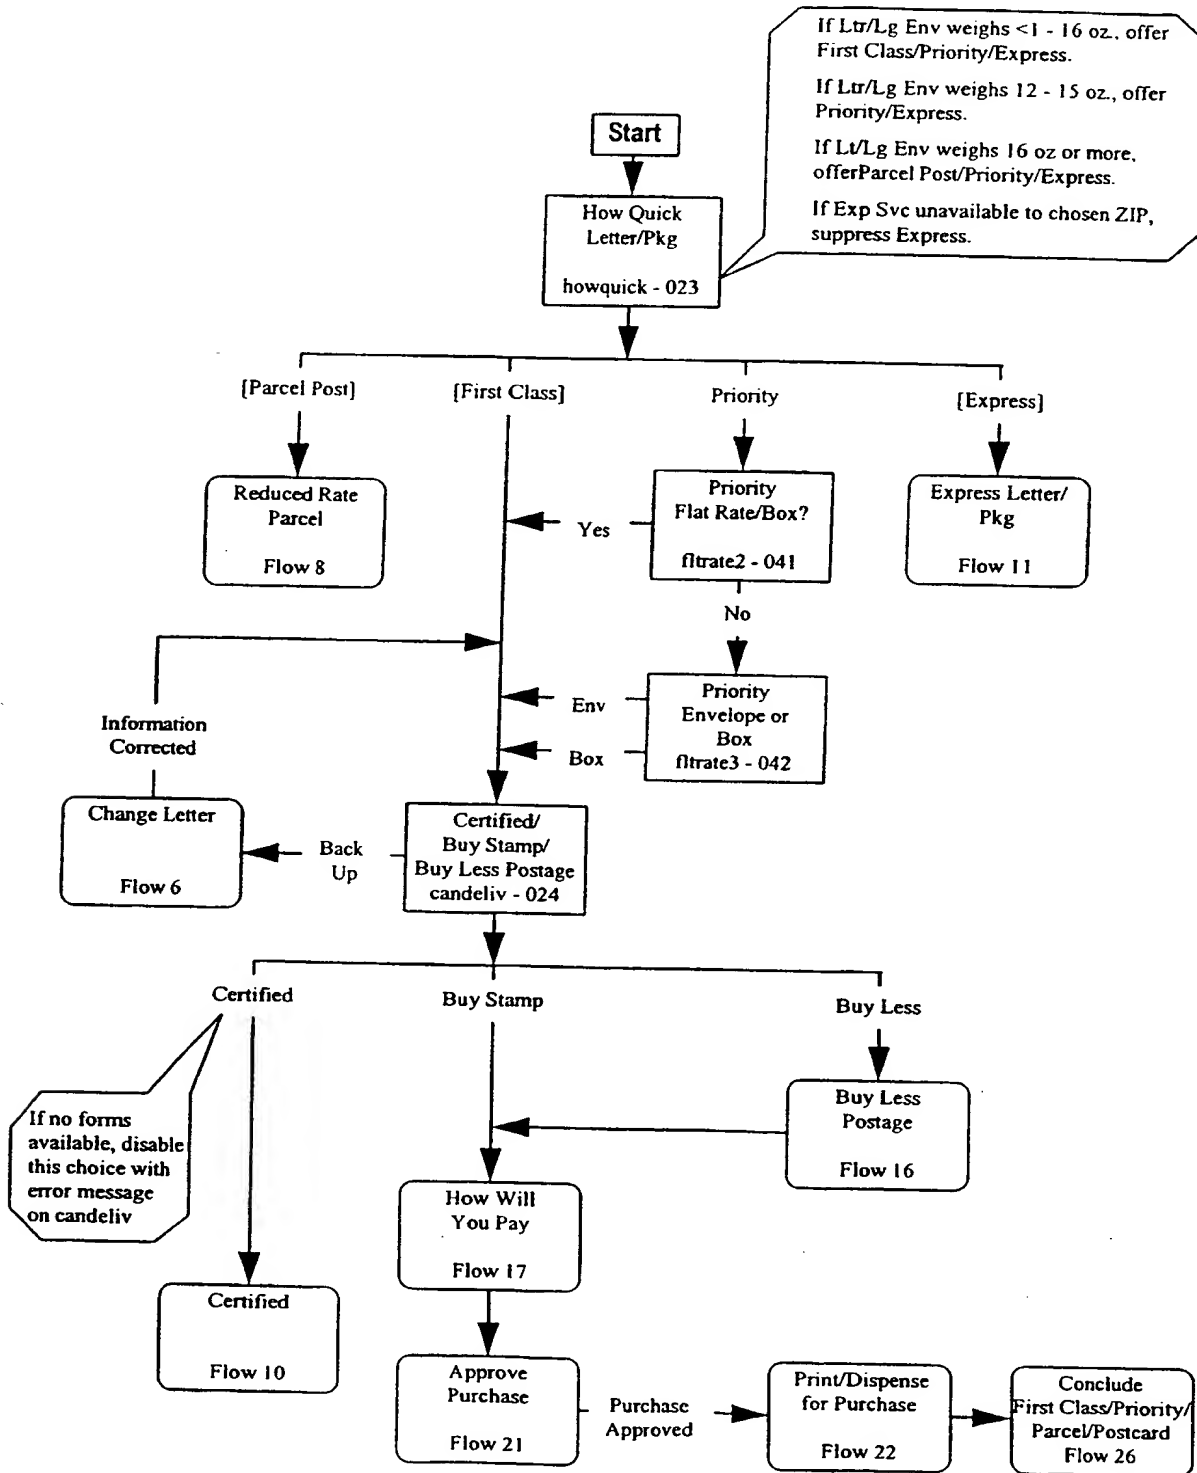 If Ltr/Lg Env weighs <1 - 16 oz., offer
First Class/Priority/Express.
If Ltr/Lg Env weighs 12 - 15 oz., offer
Priority/Express.
If Lt/Lg Env weighs 16 oz or more,
offerParcel Post/Priority/Express.
If Exp Svc unavailable to chosen ZIP,
suppress Express.
Start
How Quick
Letter/Pkg
howquick - 023
[Parcel Post]
[First Class]
Priority
[Express]
Reduced Rate
Parcel
Flow 8
Yes
Priority
Flat Rate/Box?
fltrate2 - 041
Express Letter/
Pkg
Flow 11
No
Information
Corrected
Env
Box
Priority
Envelope or
Box
fltrate3 - 042
Change Letter
Flow 6
Back
Up
Certified/
Buy Stamp/
Buy Less Postage
candeliv - 024
Certified
Buy Stamp
Buy Less
If no forms
available, disable
this choice with
error message
on candeliv
Buy Less
Postage
Flow 16
How Will
You Pay
Flow 17
Certified
Flow 10
Approve
Purchase
Flow 21
Purchase
Approved
Print/Dispense
for Purchase
Flow 22
Conclude
First Class/Priority/
Parcel/Postcard
Flow 26